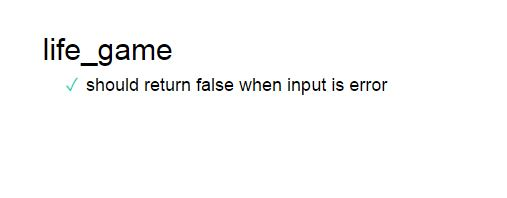 life_game
✓ should return false when input is error